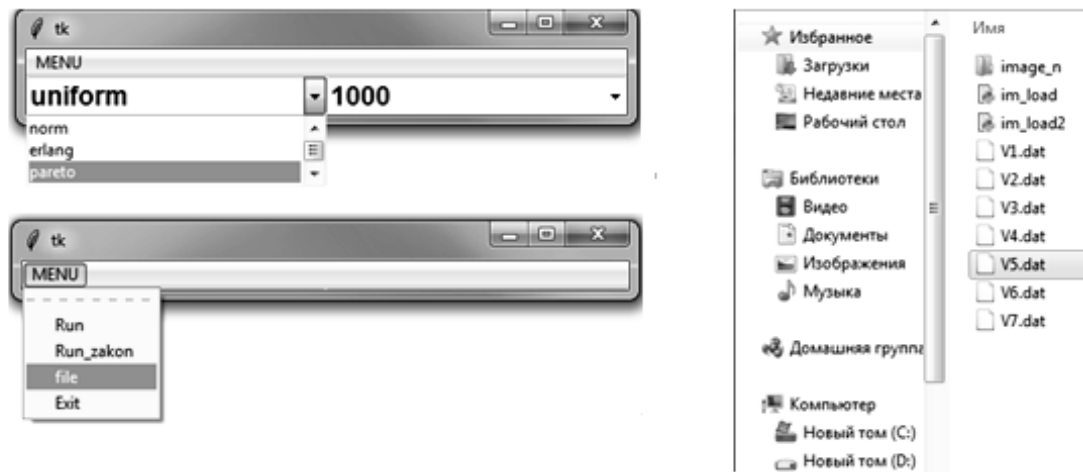 tk
MENU
uniform 1000
norm
erlang
pareto
tk
MENU
Run
Run_zakon
file
Exit
Избранное
Загрузки
Недавние места
Рабочий стол
Библиотеки
Видео
Документы
Изображения
Музыка
Домашняя группа
Компьютер
Новый том (C:)
Новый том (D:)
Имя
image_n
im_load
im_load2
V1.dat
V2.dat
V3.dat
V4.dat
V5.dat
V6.dat
V7.dat